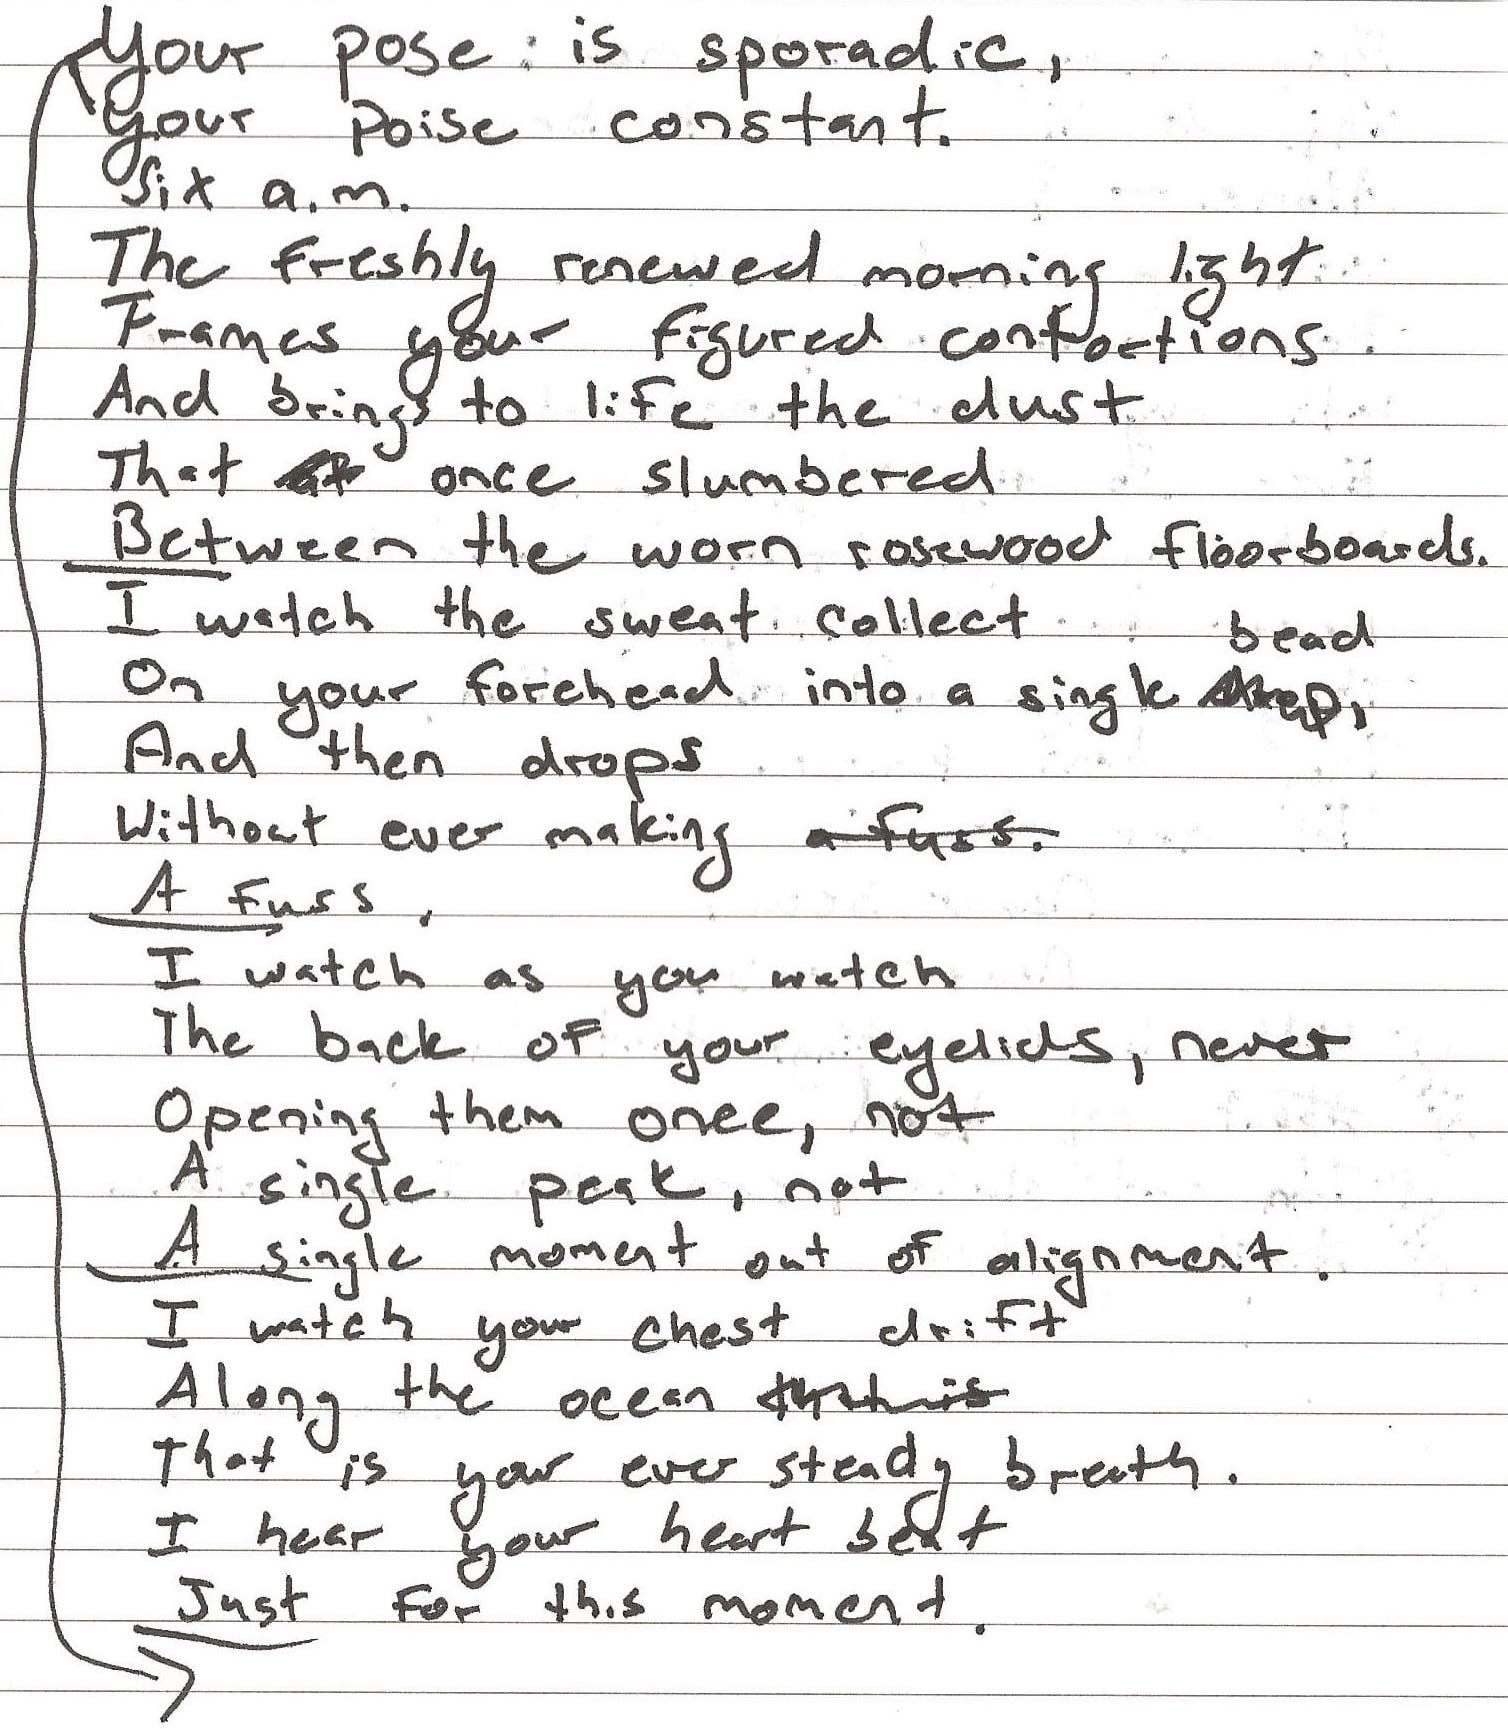 Your pose is sporadic,
your poise constant.
Six a.m.
The freshly renewed morning light
Frames your figured contortions
And brings to life the dust
That once slumbered
Between the worn rosewood floorboards.
I watch the sweat collect
bead
On your forehead into a single drop,
And then drops
Without ever making a fuss.
A fuss.
I watch as you watch
The back of your eyelids, never
Opening them once, not
A single peak, not
A single moment out of alignment.
I watch your chest drift
Along the ocean
That is your ever steady breath.
I hear your heart beat
Just for this moment.